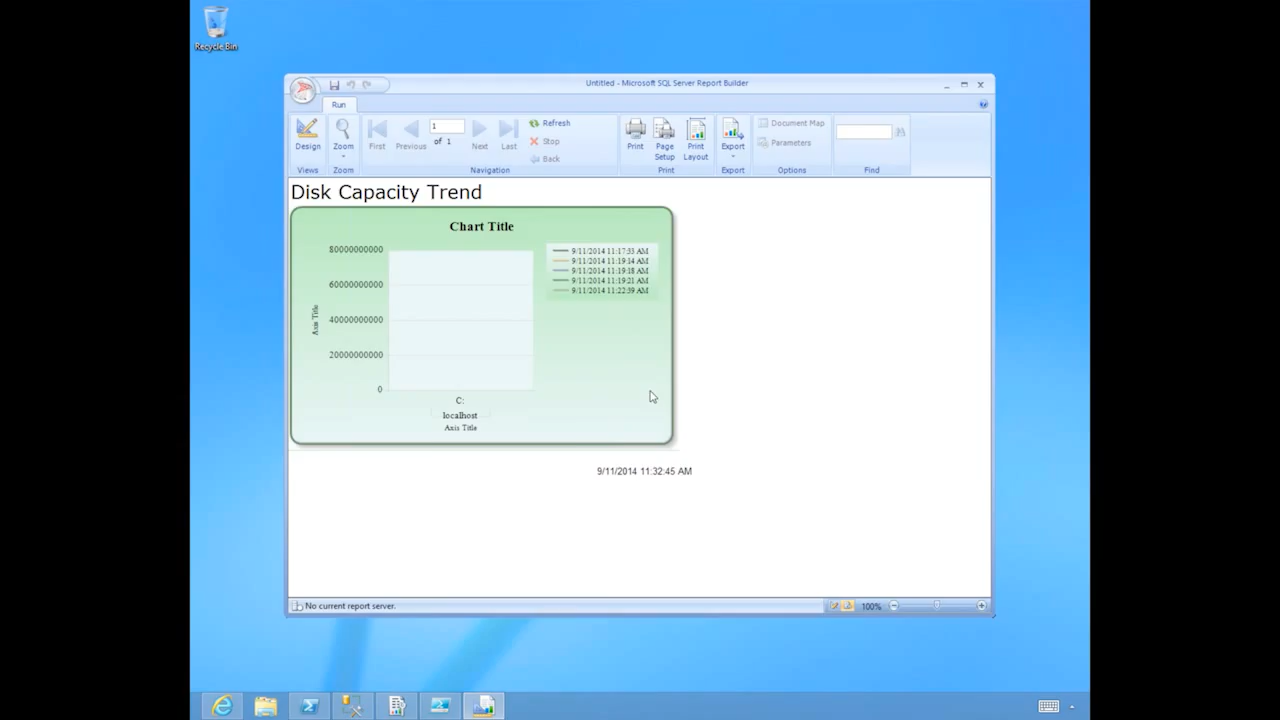 Recycle Bin
Untitled - Microsoft SQL Server Report Builder
Run
Design
Zoom
First
Previous
1
of 1
Next
Last
Refresh
Stop
Back
Print
Page Setup
Print Layout
Export
Document Map
Parameters
Views
Zoom
Navigation
Print
Export
Options
Find
Disk Capacity Trend
Chart Title
80000000000
60000000000
40000000000
20000000000
0
Axis Title
9/11/2014 11:17:53 AM
9/11/2014 11:19:14 AM
9/11/2014 11:19:18 AM
9/11/2014 11:19:21 AM
9/11/2014 11:22:39 AM
C:
localhost
Axis Title
9/11/2014 11:32:45 AM
No current report server.
100%